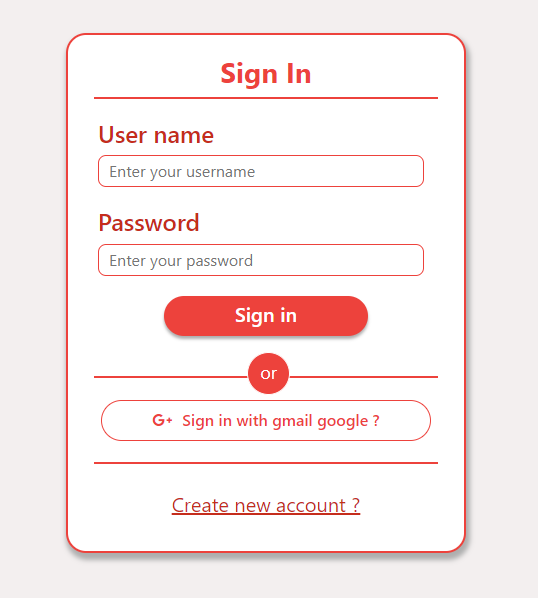 Sign In
User name
Enter your username
Password
Enter your password
Sign in
or
G+ Sign in with gmail google ?
Create new account ?